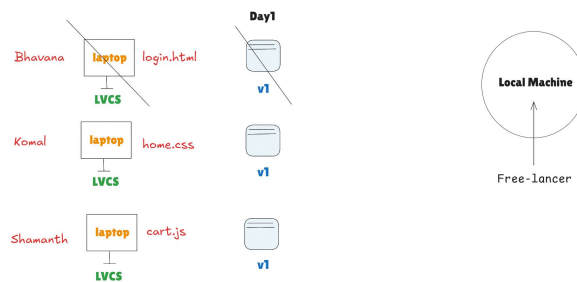 Day1
Bhavana laptop login.html
LVCS v1
Komal laptop home.css
LVCS v1
Shamanth laptop cart.js
LVCS v1
Local Machine
Free-lancer